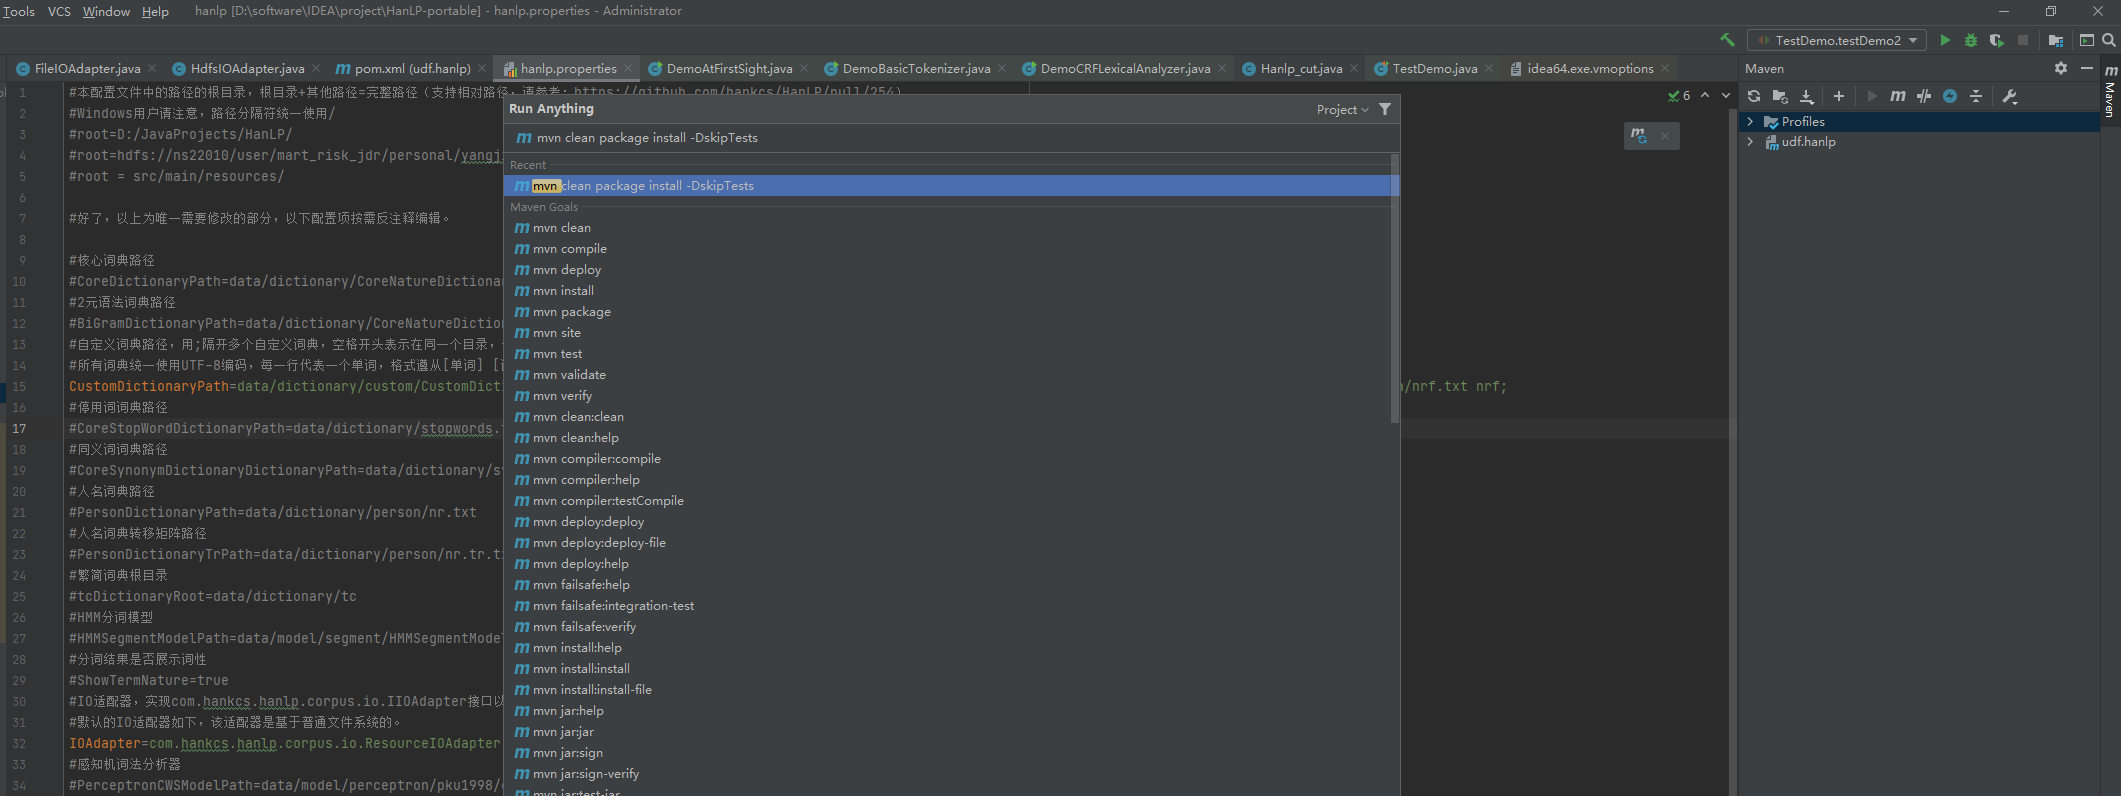 Tools VCS Window Help hanlp [D:\software\IDEA\project\HanLP-portable] - hanlp.properties - Administrator
TestDemo.testDemo2
FileIOAdapter.java HdfsIOAdapter.java pom.xml (udf.hanlp) hanlp.properties DemoAtFirstSight.java DemoBasicTokenizer.java DemoCRFLexicalAnalyzer.java Hanlp_cut.java TestDemo.java idea64.exe.vmoptions
Maven
Maven
Profiles
udf.hanlp
6
1 #本配置文件中的路径的根目录，根目录+其他路径=完整路径（支持相对路径，请参考：https://github.com/hankcs/HanLP/pull/254）
2 #Windows用户请注意，路径分隔符统一使用/
3 #root=D:/JavaProjects/HanLP/
4 #root=hdfs://ns22010/user/mart_risk_jdr/personal/yangj
5 #root = src/main/resources/
6
7 #好了，以上为唯一需要修改的部分，以下配置项按需反注释编辑。
8
9 #核心词典路径
10 #CoreDictionaryPath=data/dictionary/CoreNatureDictionar
11 #2元语法词典路径
12 #BiGramDictionaryPath=data/dictionary/CoreNatureDiction
13 #自定义词典路径，用;隔开多个自定义词典，空格开头表示在同一个目录，
14 #所有词典统一使用UTF-8编码，每一行代表一个单词，格式遵从[单词] [
15 CustomDictionaryPath=data/dictionary/custom/CustomDict
/nrf.txt nrf;
16 #停用词词典路径
17 #CoreStopWordDictionaryPath=data/dictionary/stopwords.
18 #同义词词典路径
19 #CoreSynonymDictionaryDictionaryPath=data/dictionary/s
20 #人名词典路径
21 #PersonDictionaryPath=data/dictionary/person/nr.txt
22 #人名词典转移矩阵路径
23 #PersonDictionaryTrPath=data/dictionary/person/nr.tr.t
24 #繁简词典根目录
25 #tcDictionaryRoot=data/dictionary/tc
26 #HMM分词模型
27 #HMMSegmentModelPath=data/model/segment/HMMSegmentModel
28 #分词结果是否展示词性
29 #ShowTermNature=true
30 #IO适配器，实现com.hankcs.hanlp.corpus.io.IIOAdapter接口以
31 #默认的IO适配器如下，该适配器是基于普通文件系统的。
32 IOAdapter=com.hankcs.hanlp.corpus.io.ResourceIOAdapter
33 #感知机词法分析器
34 #PerceptronCWSModelPath=data/model/perceptron/pku1998/
Run Anything Project
mvn clean package install -DskipTests
Recent
mvn clean package install -DskipTests
Maven Goals
mvn clean
mvn compile
mvn deploy
mvn install
mvn package
mvn site
mvn test
mvn validate
mvn verify
mvn clean:clean
mvn clean:help
mvn compiler:compile
mvn compiler:help
mvn compiler:testCompile
mvn deploy:deploy
mvn deploy:deploy-file
mvn deploy:help
mvn failsafe:help
mvn failsafe:integration-test
mvn failsafe:verify
mvn install:help
mvn install:install
mvn install:install-file
mvn jar:help
mvn jar:jar
mvn jar:sign
mvn jar:sign-verify
mvn jar:test-jar